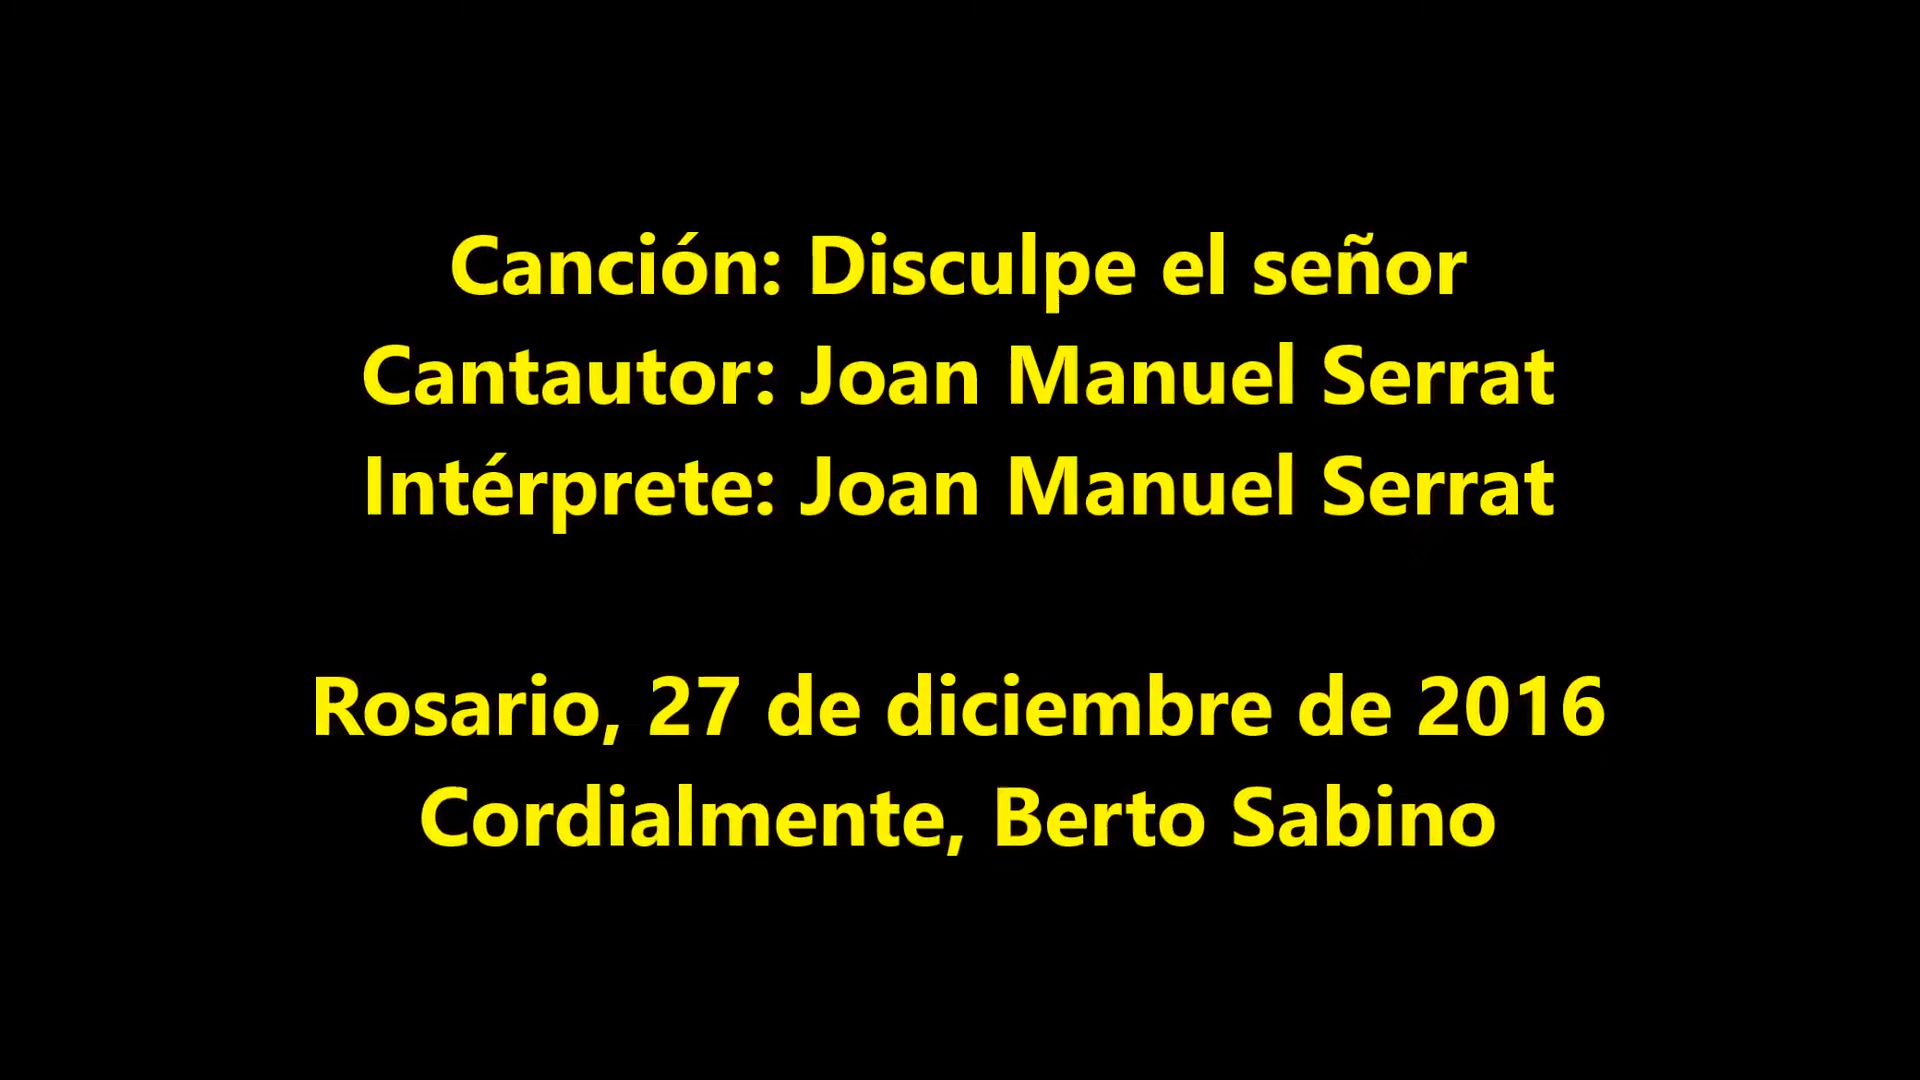 Canción: Disculpe el señor
Cantautor: Joan Manuel Serrat
Intérprete: Joan Manuel Serrat
Rosario, 27 de diciembre de 2016
Cordialmente, Berto Sabino